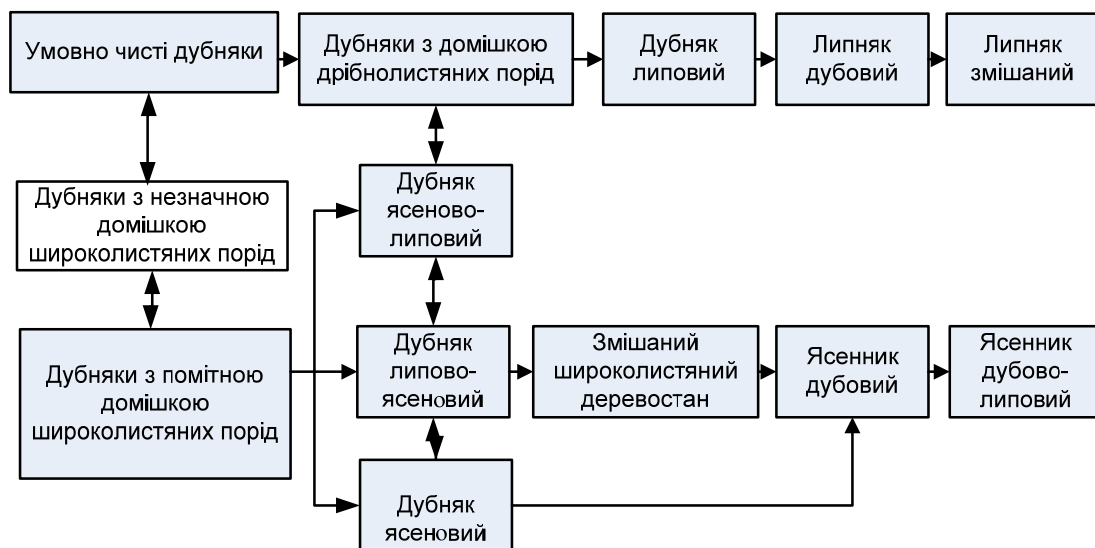 Умовно чисті дубняки
Дубняки з домішкою
дрібнолистяних порід
Дубняк
липовий
Липняк
дубовий
Липняк
змішаний
Дубняки з незначною
домішкою
широколистяних порід
Дубняк
ясеново-
липовий
Дубняки з помітною
домішкою
широколистяних порід
Дубняк
липово-
ясеновий
Змішаний
широколистяний
деревостан
Ясенник
дубовий
Ясенник
дубово-
липовий
Дубняк
ясеновий